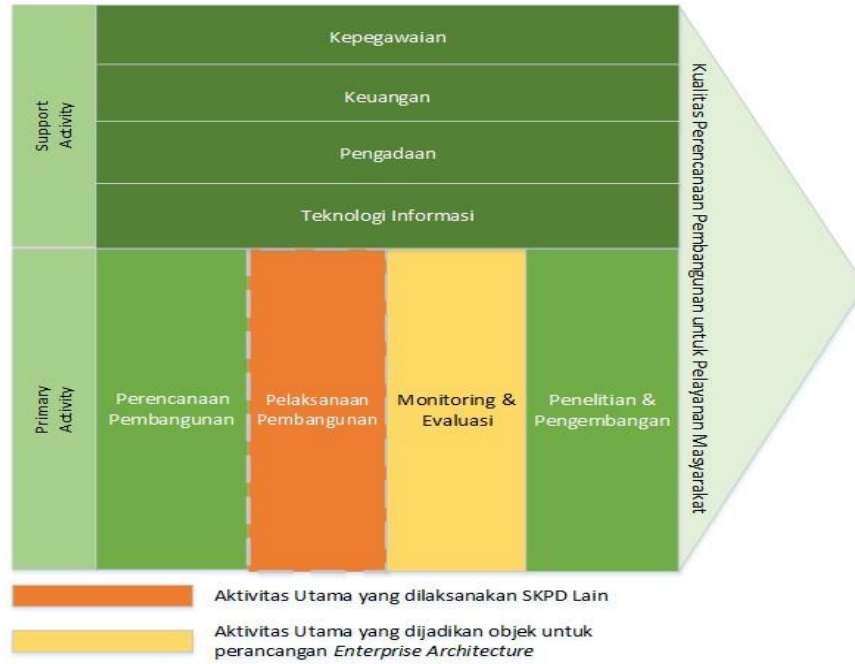 Support
Activity
Kepegawaian
Keuangan
Pengadaan
Teknologi Informasi
Primary
Activity
Perencanaan
Pembangunan
Pelaksanaan
Pembangunan
Monitoring &
Evaluasi
Penelitian &
Pengembangan
Kualitas Perencanaan Pembangunan untuk Pelayanan Masyarakat
Aktivitas Utama yang dilaksanakan SKPD Lain
Aktivitas Utama yang dijadikan objek untuk
perancangan Enterprise Architecture